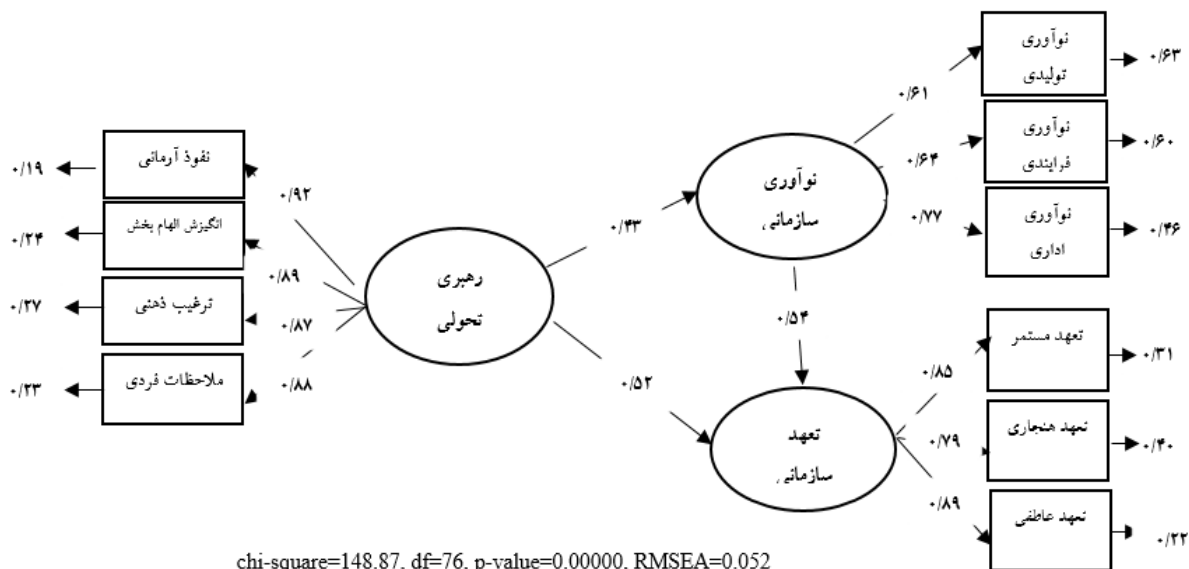 نوآوری
تولیدی
۰/۶۳
۰/۶۱
نوآوری
فرایندی
۰/۶۰
۰/۶۴
نوآوری
اداری
۰/۴۶
۰/۷۷
نوآوری
سازمانی
۰/۴۳
نفوذ آرمانی
۰/۱۹
۰/۹۲
انگیزش الهام بخش
۰/۲۴
۰/۸۹
ترغیب ذهنی
۰/۲۷
۰/۸۷
ملاحظات فردی
۰/۲۳
۰/۸۸
رهبری
تحولی
۰/۵۴
۰/۵۲
تعهد
سازمانی
تعهد مستمر
۰/۳۱
۰/۸۵
تعهد هنجاری
۰/۴۰
۰/۷۹
تعهد عاطفی
۰/۲۲
۰/۸۹
chi-square=148.87, df=76, p-value=0.00000, RMSEA=0.052